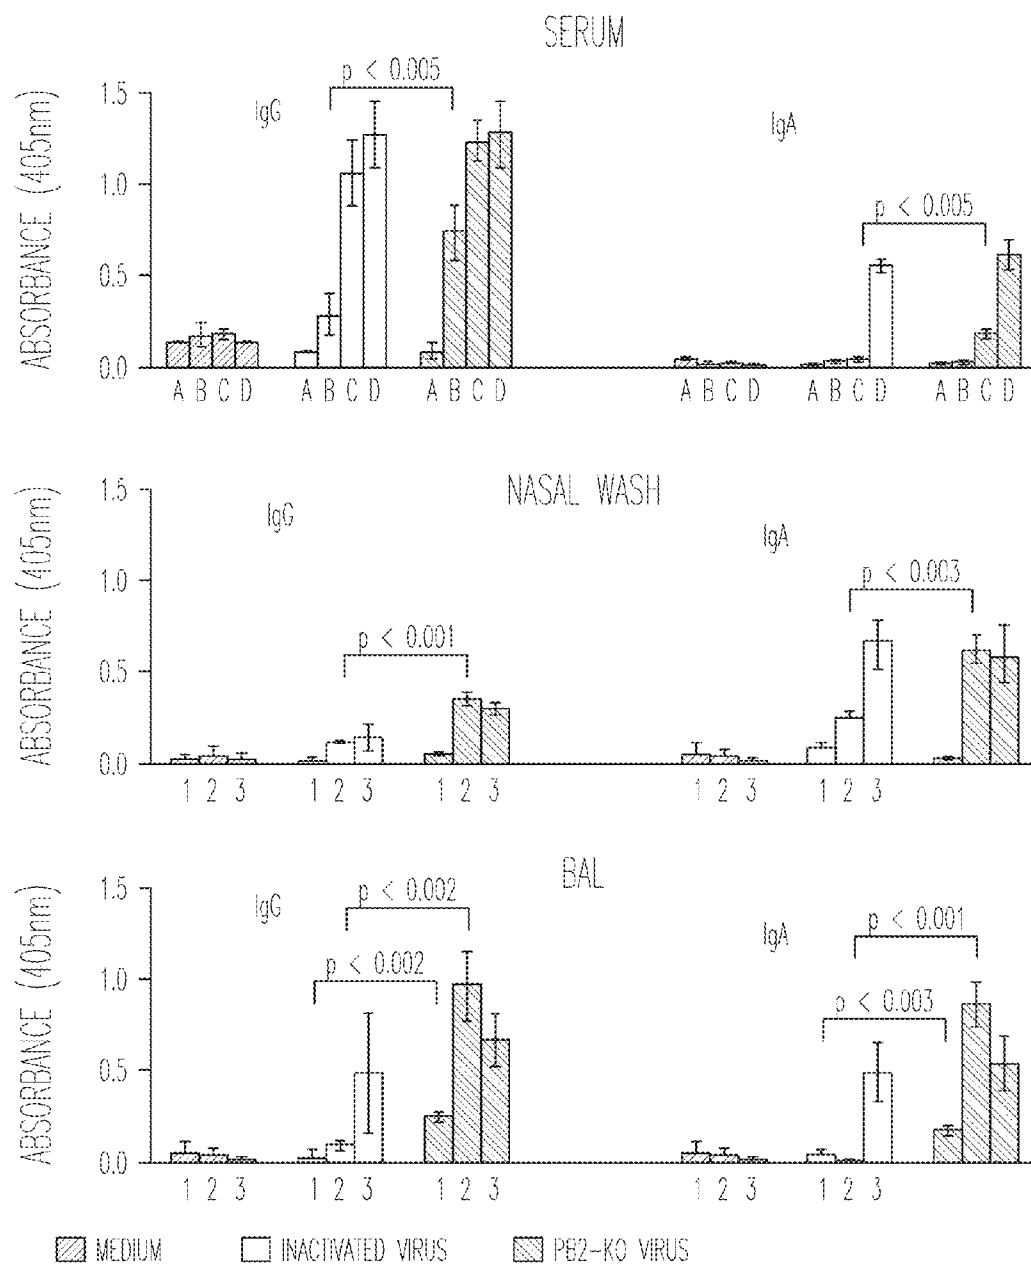 SERUM
p < 0.005
IgG
IgA
p < 0.005
ABSORBANCE (405nm)
1.5
1.0
0.5
0.0
A B C D A B C D A B C D A B C D A B C D A B C D
NASAL WASH
IgG
IgA
p < 0.003
p < 0.001
ABSORBANCE (405nm)
1.5
1.0
0.5
0.0
1 2 3 1 2 3 1 2 3 1 2 3 1 2 3
BAL
IgG
p < 0.002
IgA
p < 0.001
p < 0.002
p < 0.003
ABSORBANCE (405nm)
1.5
1.0
0.5
0.0
1 2 3 1 2 3 1 2 3 1 2 3 1 2 3
MEDIUM INACTIVATED VIRUS PB2-KO VIRUS